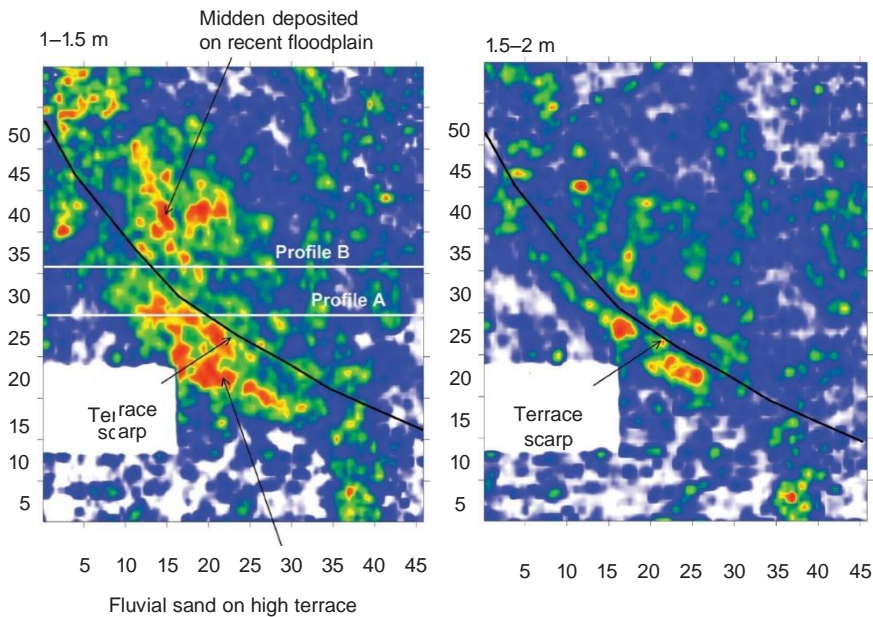 Midden deposited
on recent floodplain
1–1.5 m
1.5–2 m
50
45
40
35
30
25
20
15
10
5
Profile B
Profile A
Terrace
scarp
5 10 15 20 25 30 35 40 45
Fluvial sand on high terrace
50
45
40
35
30
25
20
15
10
5
Terrace
scarp
5 10 15 20 25 30 35 40 45